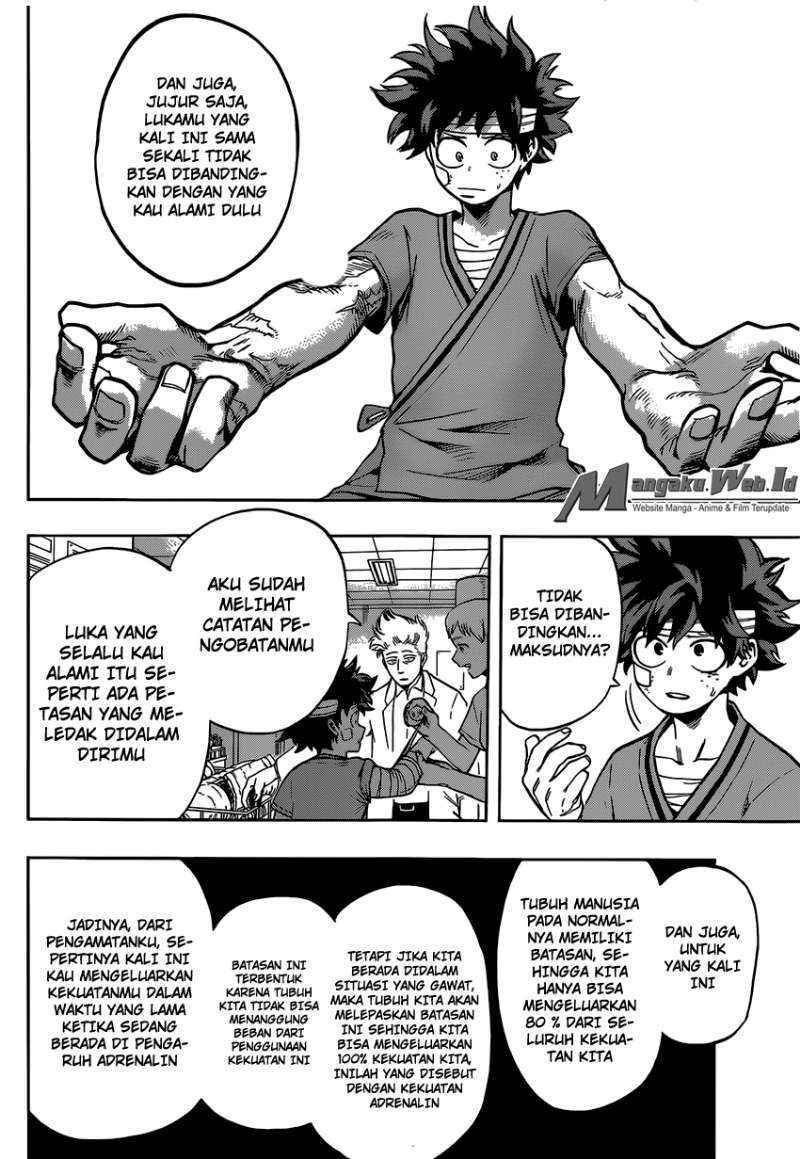 DAN JUGA,
JUJUR SAJA,
LUKAMU YANG
KALI INI SAMA
SEKALI TIDAK
BISA DIBANDING-
KAN DENGAN YANG
KAU ALAMI DULU
Mangaku.Web.Id
Website Manga - Anime & Film Terupdate
TIDAK
BISA DIBAN-
DINGKAN...
MAKSUDNYA?
AKU SUDAH
MELIHAT
CATATAN PE-
NGOBATANMU
LUKA YANG
SELALU KAU
ALAMI ITU SE-
PERTI ADA PE-
TASAN YANG ME-
LEDAK DIDALAM
DIRIMU
DAN JUGA,
UNTUK
YANG KALI
INI
TUBUH MANUSIA
PADA NORMAL-
NYA MEMILIKI
BATASAN, SE-
HINGGA KITA
HANYA BISA
MENGELUARKAN
80 % DARI SE-
LURUH KEKUA-
TAN KITA
TETAPI JIKA KITA
BERADA DIDALAM
SITUASI YANG GAWAT,
MAKA TUBUH KITA AKAN
MELEPASKAN BATASAN
INI SEHINGGA KITA
BISA MENGELUARKAN
100% KEKUATAN KITA,
INILAH YANG DISEBUT
DENGAN KEKUATAN
ADRENALIN
BATASAN INI
TERBENTUK
KARENA TUBUH
KITA TIDAK BISA
MENANGGUNG
BEBAN DARI
PENGGUNAAN
KEKUATAN INI
JADINYA, DARI
PENGAMATANKU, SE-
PERTINYA KALI INI
KAU MENGELUARKAN
KEKUATANMU DALAM
WAKTU YANG LAMA
KETIKA SEDANG
BERADA DI PENGA-
RUH ADRENALIN